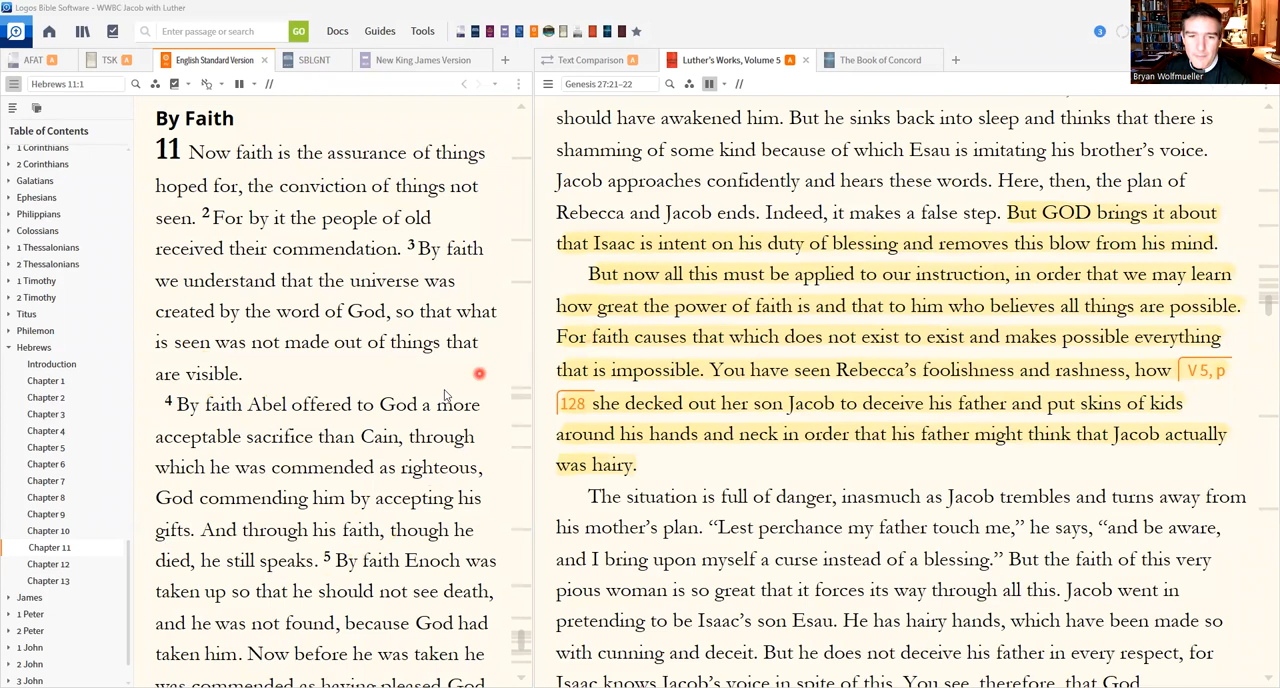 Logos Bible Software - WWBC Jacob with Luther
Enter passage or search
GO
Docs
Guides
Tools
3
Bryan Wolfmueller
AFAT A
TSK A
English Standard Version
SBLGNT
New King James Version
Text Comparison A
Luther's Works, Volume 5 A
The Book of Concord
Hebrews 11:1
Genesis 27:21–22
Table of Contents
1 Corinthians
2 Corinthians
Galatians
Ephesians
Philippians
Colossians
1 Thessalonians
2 Thessalonians
1 Timothy
2 Timothy
Titus
Philemon
Hebrews
Introduction
Chapter 1
Chapter 2
Chapter 3
Chapter 4
Chapter 5
Chapter 6
Chapter 7
Chapter 8
Chapter 9
Chapter 10
Chapter 11
Chapter 12
Chapter 13
James
1 Peter
2 Peter
1 John
2 John
3 John
By Faith
11 Now faith is the assurance of things
hoped for, the conviction of things not
seen. 2 For by it the people of old
received their commendation. 3 By faith
we understand that the universe was
created by the word of God, so that what
is seen was not made out of things that
are visible.
4 By faith Abel offered to God a more
acceptable sacrifice than Cain, through
which he was commended as righteous,
God commending him by accepting his
gifts. And through his faith, though he
died, he still speaks. 5 By faith Enoch was
taken up so that he should not see death,
and he was not found, because God had
taken him. Now before he was taken he
was commended as having pleased God
should have awakened him. But he sinks back into sleep and thinks that there is
shamming of some kind because of which Esau is imitating his brother's voice.
Jacob approaches confidently and hears these words. Here, then, the plan of
Rebecca and Jacob ends. Indeed, it makes a false step. But GOD brings it about
that Isaac is intent on his duty of blessing and removes this blow from his mind.
But now all this must be applied to our instruction, in order that we may learn
how great the power of faith is and that to him who believes all things are possible.
For faith causes that which does not exist to exist and makes possible everything
that is impossible. You have seen Rebecca's foolishness and rashness, how V 5, p
128 she decked out her son Jacob to deceive his father and put skins of kids
around his hands and neck in order that his father might think that Jacob actually
was hairy.
The situation is full of danger, inasmuch as Jacob trembles and turns away from
his mother's plan. “Lest perchance my father touch me,” he says, “and be aware,
and I bring upon myself a curse instead of a blessing.” But the faith of this very
pious woman is so great that it forces its way through all this. Jacob went in
pretending to be Isaac's son Esau. He has hairy hands, which have been made so
with cunning and deceit. But he does not deceive his father in every respect, for
Isaac knows Jacob's voice in spite of this. You see, therefore, that God